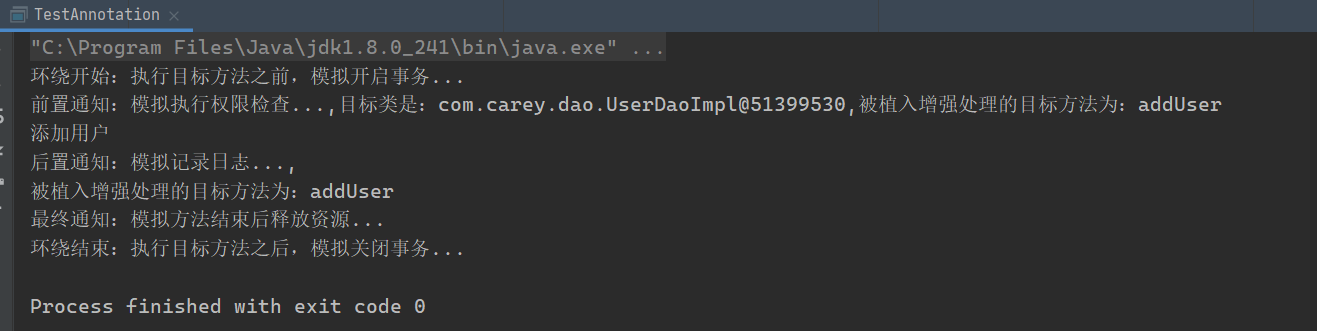 TestAnnotation
"C:\Program Files\Java\jdk1.8.0_241\bin\java.exe" ...
环绕开始：执行目标方法之前，模拟开启事务...
前置通知：模拟执行权限检查...,目标类是：com.carey.dao.UserDaoImpl@51399530,被植入增强处理的目标方法为：addUser
添加用户
后置通知：模拟记录日志...,
被植入增强处理的目标方法为：addUser
最终通知：模拟方法结束后释放资源...
环绕结束：执行目标方法之后，模拟关闭事务...
Process finished with exit code 0